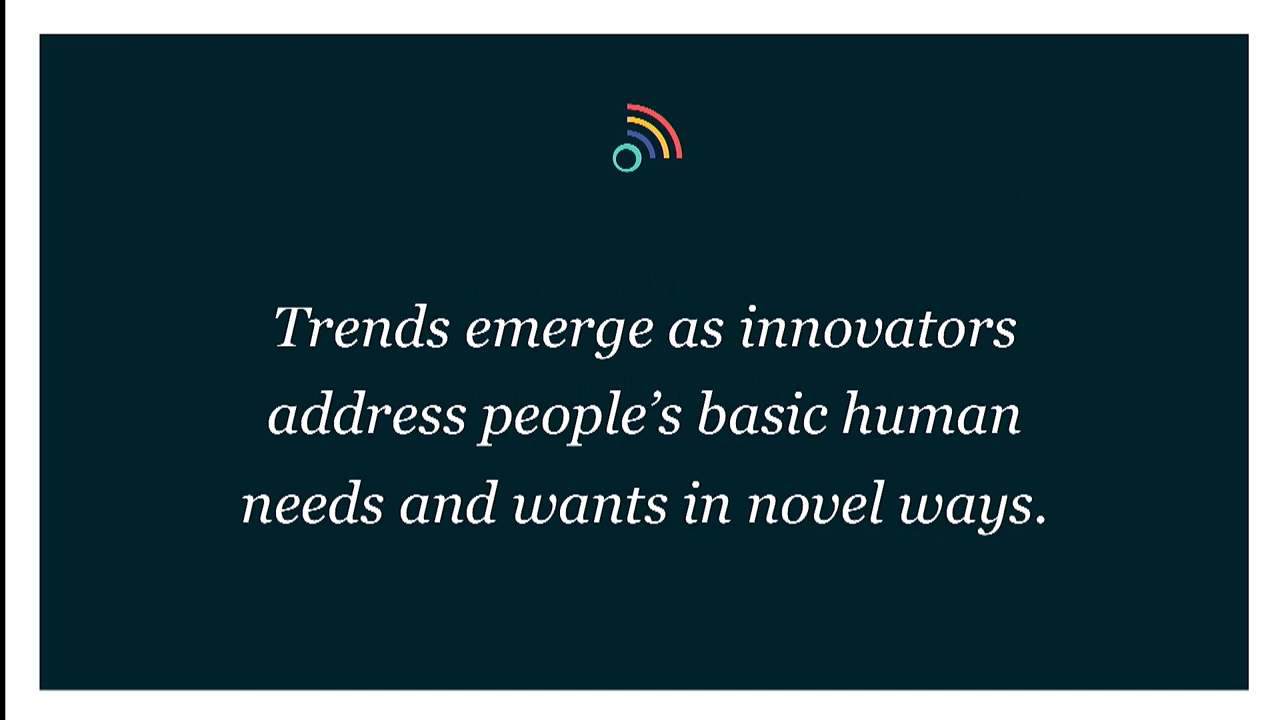 Trends emerge as innovators
address people’s basic human
needs and wants in novel ways.